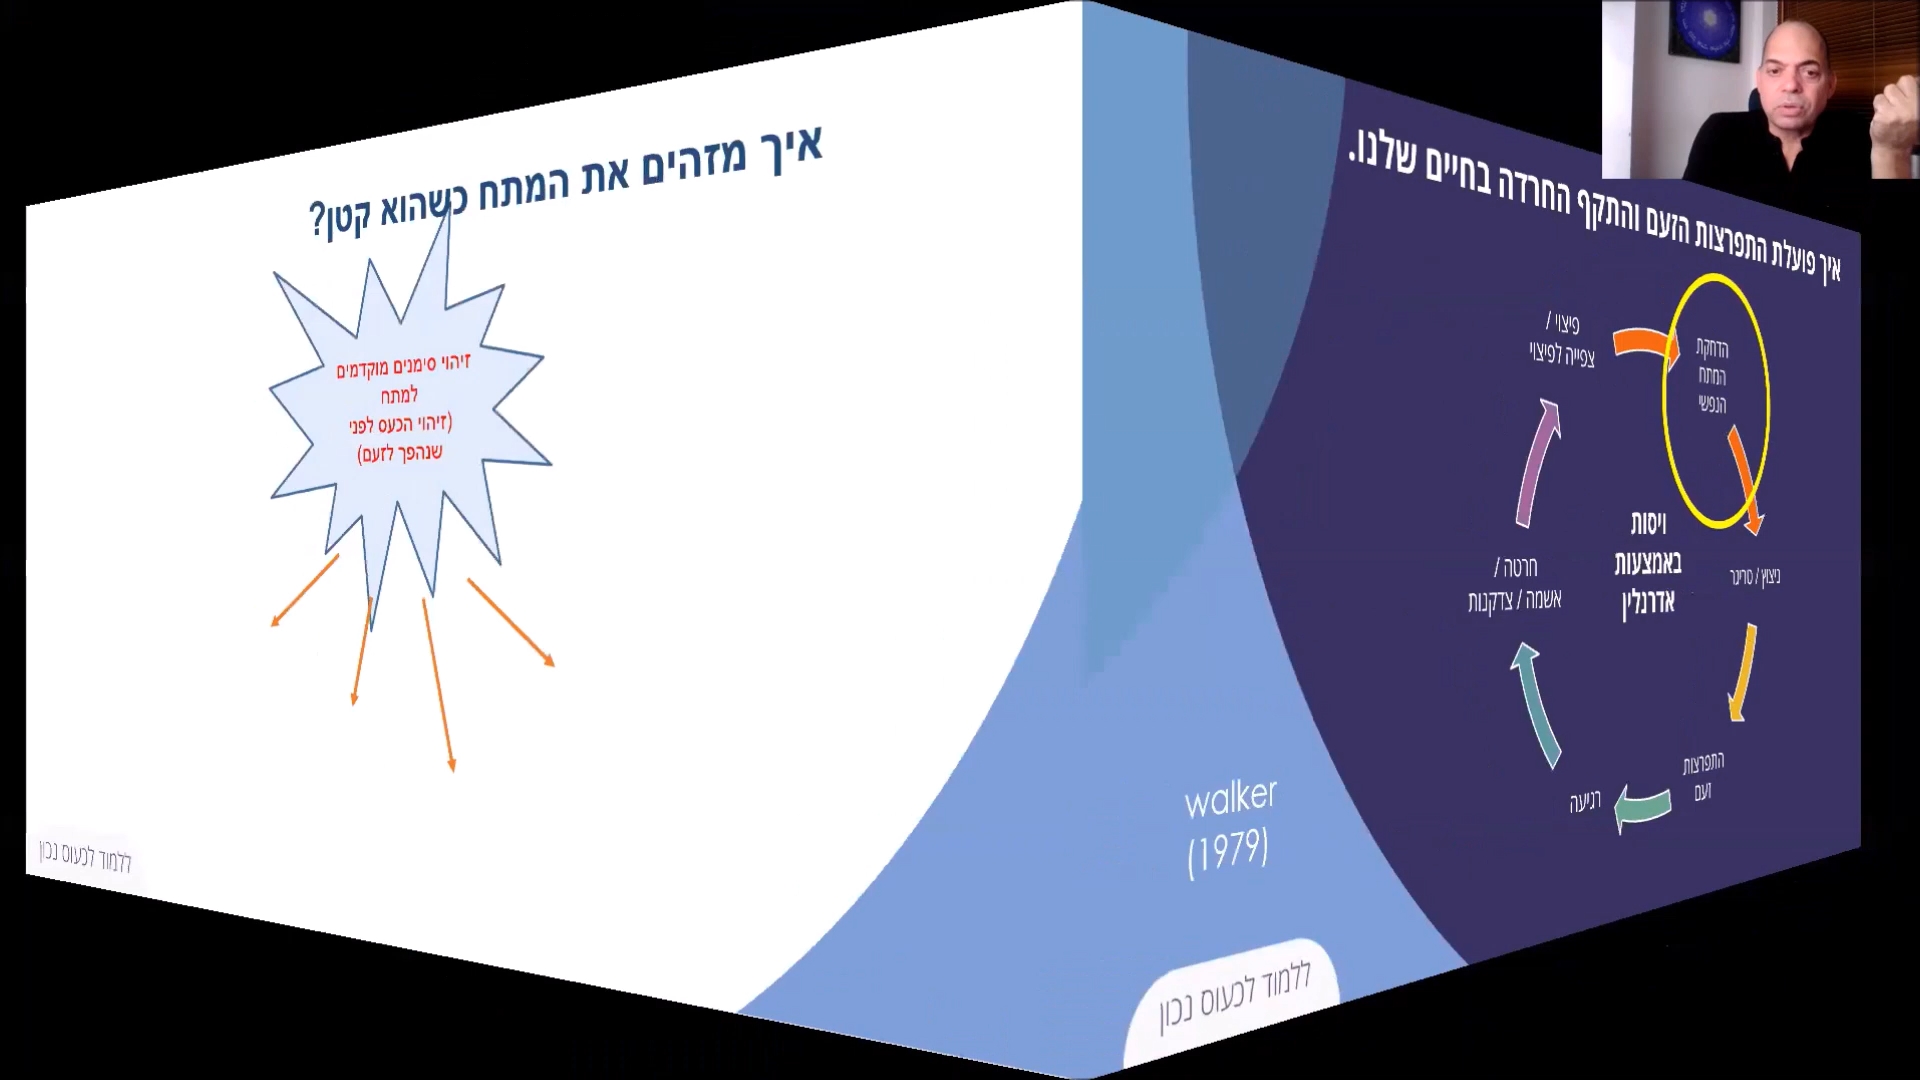 איך מזהים את המתח כשהוא קטן?
זיהוי סימנים מוקדמים
למתח
(זיהוי הכעס לפני
שנהפך לזעם)
ללמוד לכעוס נכון
איך פועלת התפרצות הזעם והתקף החרדה בחיים שלנו.
הדחקת
המתח
הנפשי
ניצוץ / טריגר
התפרצות
זעם
רגיעה
חרטה /
אשמה / צדקנות
פיצוי /
צפייה לפיצוי
ויסות
באמצעות
אדרנלין
walker
(1979)
ללמוד לכעוס נכון